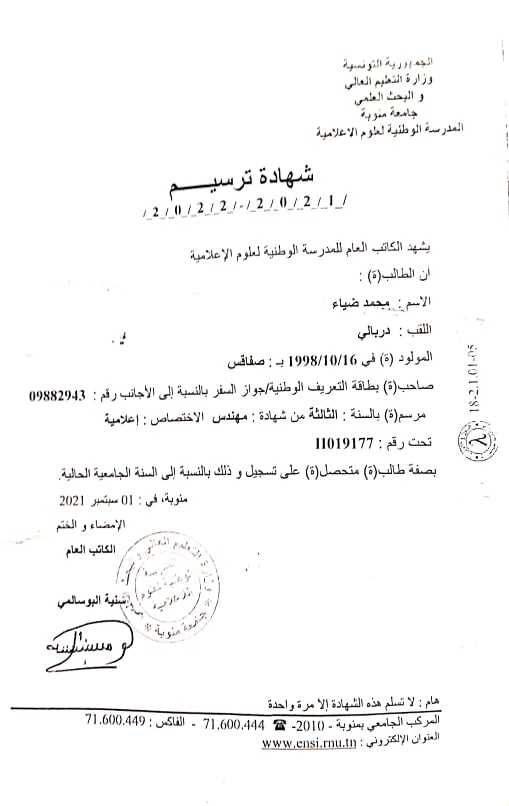 الجمهورية التونسية
وزارة التعليم العالي
و البحث العلمي
جامعة منوبة
المدرسة الوطنية لعلوم الإعلامية
شهادة ترسيم
/_2_/_0_/_2_/_2_/-/_2_/_0_/_2_/_1_/
يشهد الكاتب العام للمدرسة الوطنية لعلوم الإعلامية
أن الطالب(ة) :
الاسم : محمد ضياء
اللقب : دربالي
المولود (ة) في 1998/10/16 بـ : صفاقس
صاحب(ة) بطاقة التعريف الوطنية/جواز السفر بالنسبة إلى الأجانب رقم : 09882943
مرسم(ة) بالسنة : الثالثة من شهادة : مهندس الاختصاص : إعلامية
تحت رقم : II019177
بصفة طالب(ة) متحصل(ة) على تسجيل و ذلك بالنسبة إلى السنة الجامعية الحالية.
منوبة، في : 01 سبتمبر 2021
الإمضاء و الختم
الكاتب العام
سنية البوسالمي
18-2.1.01-05
هام : لا تسلم هذه الشهادة إلا مرة واحدة
المركب الجامعي بمنوبة - 2010- ☎ 71.600.444 - الفاكس : 71.600.449
العنوان الإلكتروني : www.ensi.rnu.tn